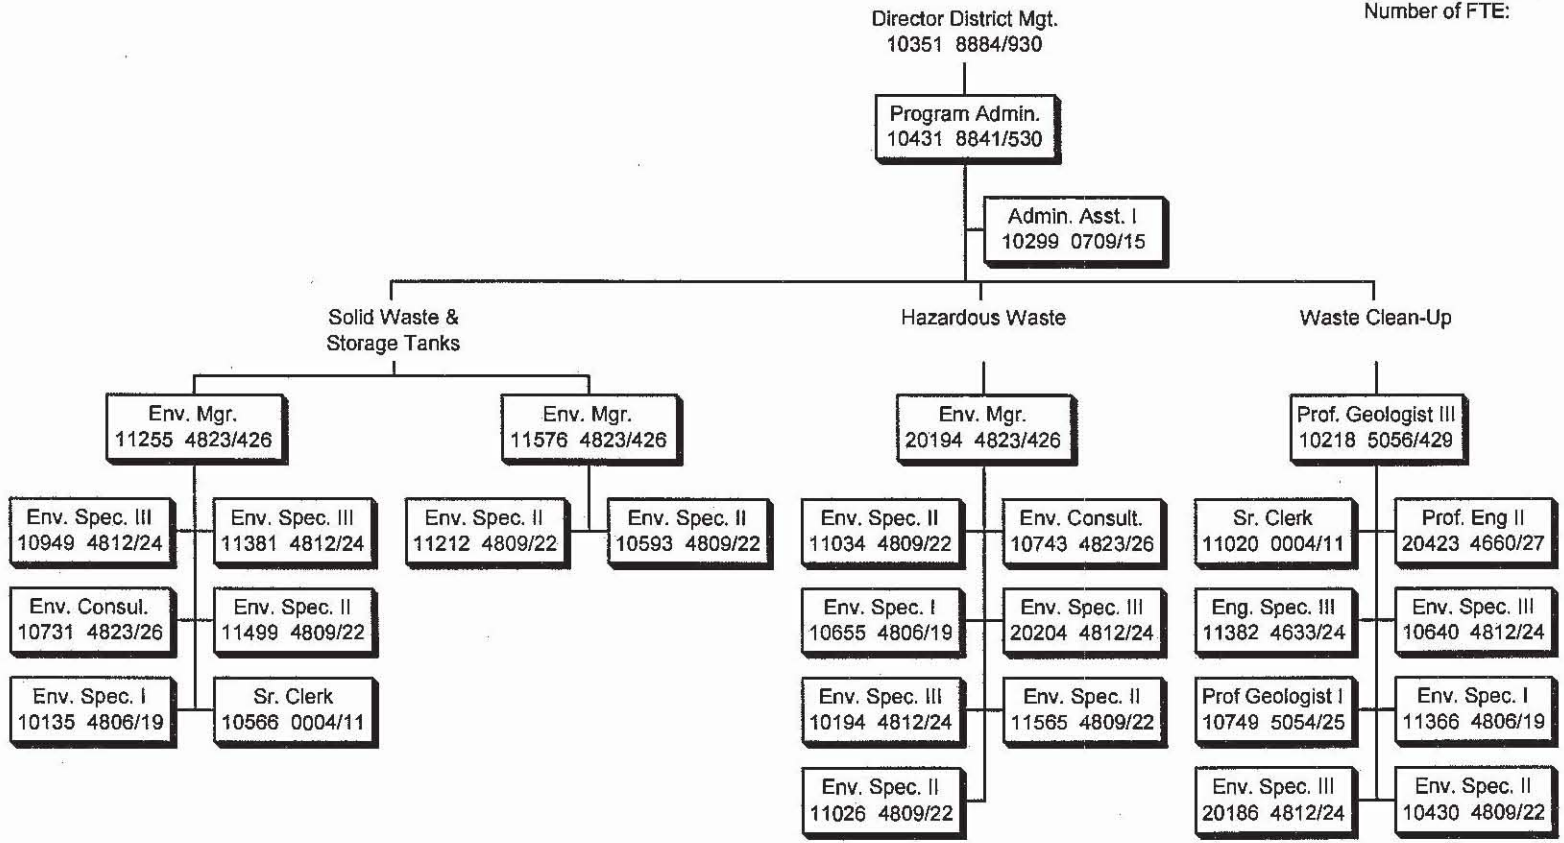 Number of FTE:
Director District Mgt.
10351 8884/930
Program Admin.
10431 8841/530
Admin. Asst. I
10299 0709/15
Solid Waste &
Storage Tanks
Hazardous Waste
Waste Clean-Up
Env. Mgr.
11255 4823/426
Env. Mgr.
11576 4823/426
Env. Mgr.
20194 4823/426
Prof. Geologist III
10218 5056/429
Env. Spec. III
10949 4812/24
Env. Spec. III
11381 4812/24
Env. Spec. II
11212 4809/22
Env. Spec. II
10593 4809/22
Env. Spec. II
11034 4809/22
Env. Consult.
10743 4823/26
Sr. Clerk
11020 0004/11
Prof. Eng II
20423 4660/27
Env. Consul.
10731 4823/26
Env. Spec. II
11499 4809/22
Env. Spec. I
10655 4806/19
Env. Spec. III
20204 4812/24
Eng. Spec. III
11382 4633/24
Env. Spec. III
10640 4812/24
Env. Spec. I
10135 4806/19
Sr. Clerk
10566 0004/11
Env. Spec. III
10194 4812/24
Env. Spec. II
11565 4809/22
Prof Geologist I
10749 5054/25
Env. Spec. I
11366 4806/19
Env. Spec. II
11026 4809/22
Env. Spec. III
20186 4812/24
Env. Spec. II
10430 4809/22